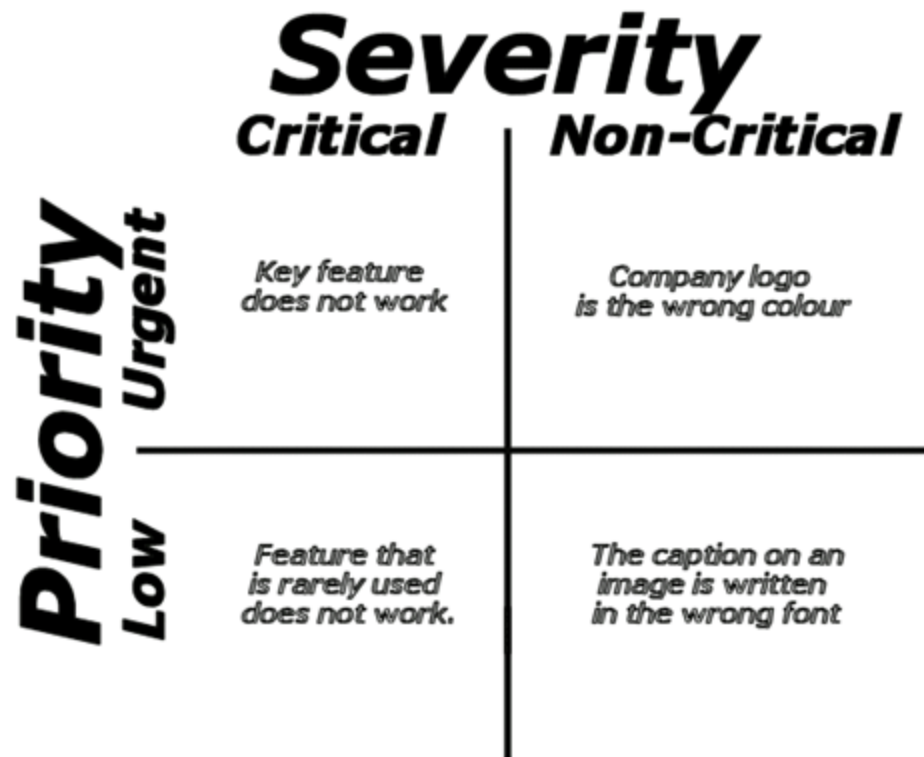 Severity
Critical
Non-Critical
Priority
Urgent
Key feature
does not work
Company logo
is the wrong colour
Low
Feature that
is rarely used
does not work.
The caption on an
image is written
in the wrong font